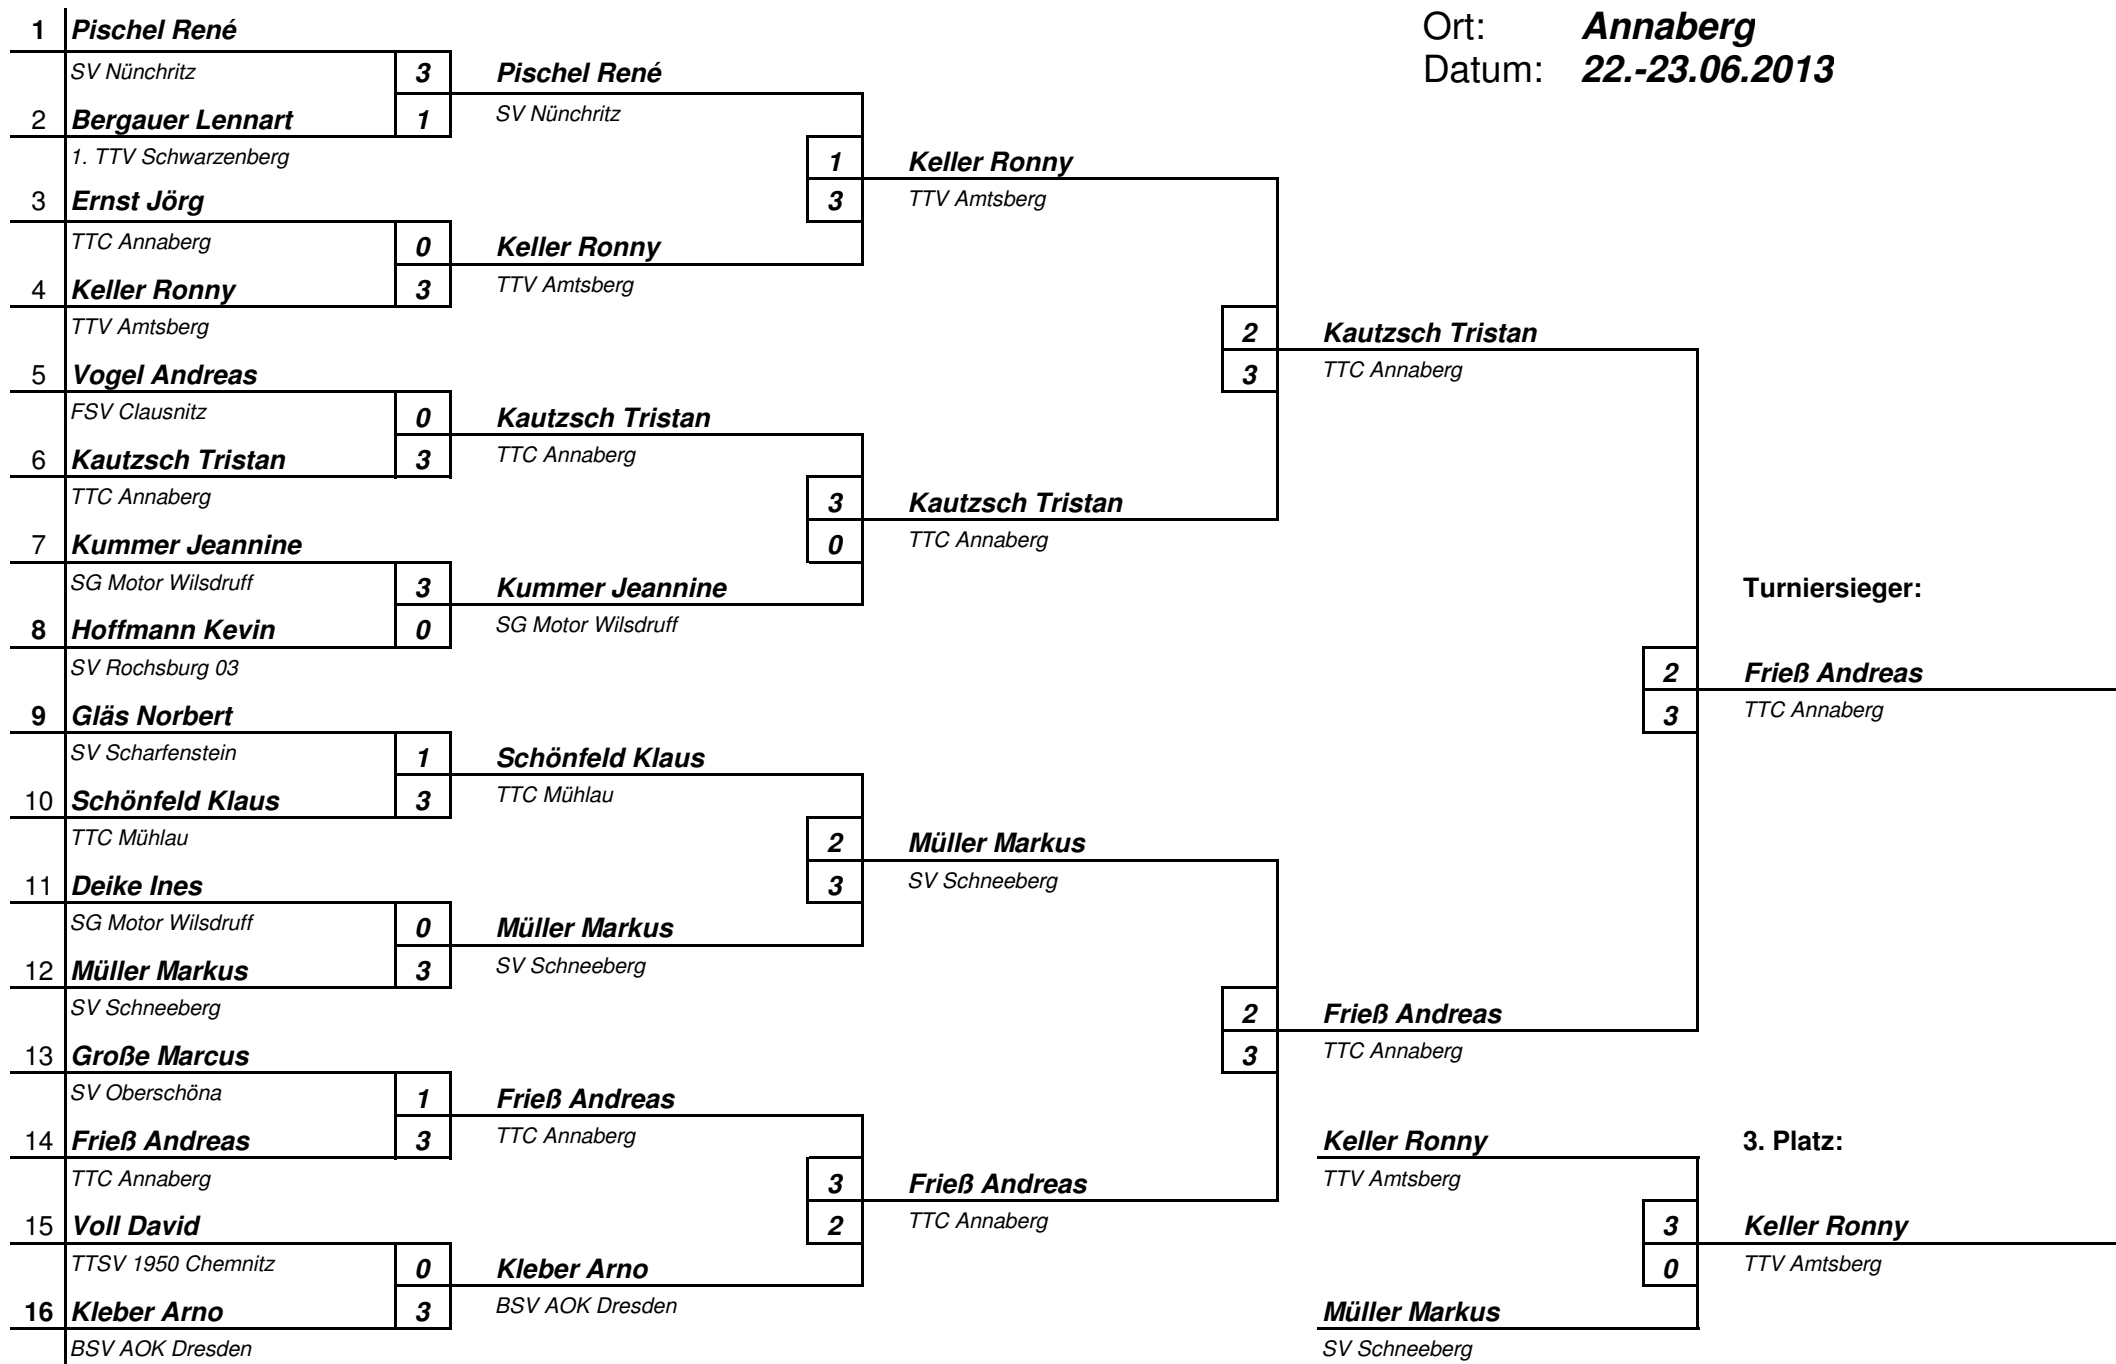 Ort: Annaberg
Datum: 22.-23.06.2013
1 Pischel René
SV Nünchritz 3 Pischel René
2 Bergauer Lennart 1 SV Nünchritz
1. TTV Schwarzenberg 1 Keller Ronny
3 Ernst Jörg 3 TTV Amtsberg
TTC Annaberg 0 Keller Ronny
4 Keller Ronny 3 TTV Amtsberg
TTV Amtsberg 2 Kautzsch Tristan
5 Vogel Andreas 3 TTC Annaberg
FSV Clausnitz 0 Kautzsch Tristan
6 Kautzsch Tristan 3 TTC Annaberg
TTC Annaberg 3 Kautzsch Tristan
7 Kummer Jeannine 0 TTC Annaberg
SG Motor Wilsdruff 3 Kummer Jeannine Turniersieger:
8 Hoffmann Kevin 0 SG Motor Wilsdruff
SV Rochsburg 03 2 Frieß Andreas
9 Gläs Norbert 3 TTC Annaberg
SV Scharfenstein 1 Schönfeld Klaus
10 Schönfeld Klaus 3 TTC Mühlau
TTC Mühlau 2 Müller Markus
11 Deike Ines 3 SV Schneeberg
SG Motor Wilsdruff 0 Müller Markus
12 Müller Markus 3 SV Schneeberg
SV Schneeberg 2 Frieß Andreas
13 Große Marcus 3 TTC Annaberg
SV Oberschöna 1 Frieß Andreas
14 Frieß Andreas 3 TTC Annaberg Keller Ronny 3. Platz:
TTC Annaberg 3 Frieß Andreas TTV Amtsberg
15 Voll David 2 TTC Annaberg 3 Keller Ronny
TTSV 1950 Chemnitz 0 Kleber Arno 0 TTV Amtsberg
16 Kleber Arno 3 BSV AOK Dresden Müller Markus
BSV AOK Dresden SV Schneeberg